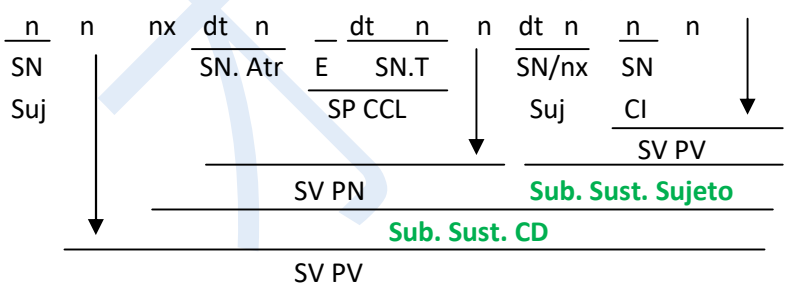 n n nx dt n dt n n dt n n n
SN SN. Atr E SN.T SN/nx SN
Suj SP CCL Suj CI
SV PV
SV PN Sub. Sust. Sujeto
Sub. Sust. CD
SV PV